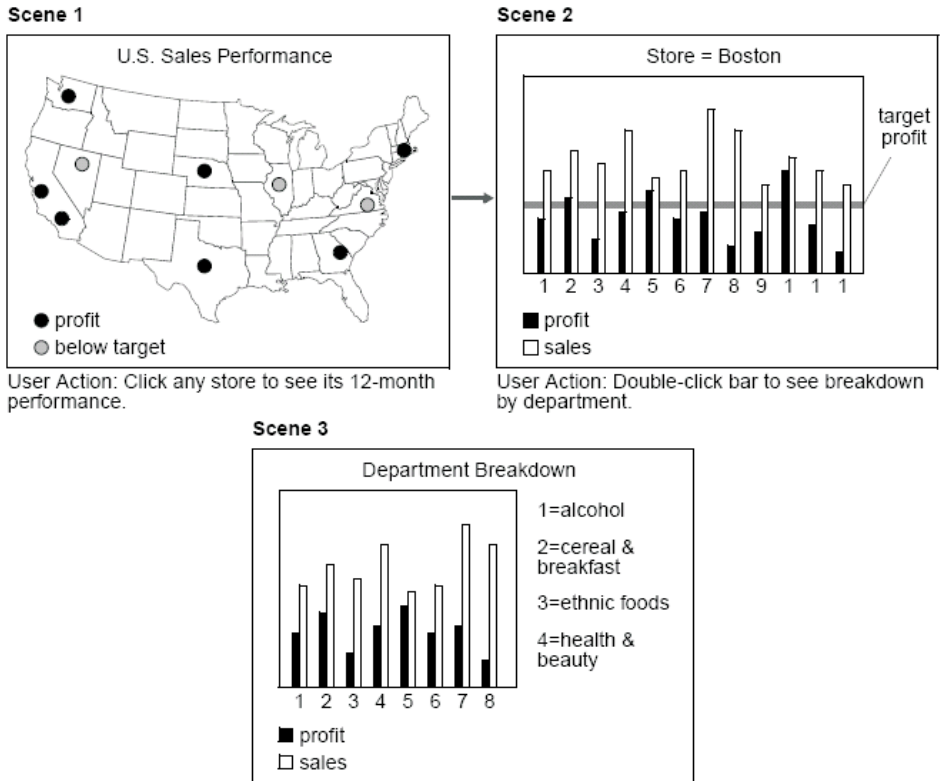 Scene 1
U.S. Sales Performance
profit
below target
User Action: Click any store to see its 12-month
performance.
Scene 2
Store = Boston
target
profit
1 2 3 4 5 6 7 8 9 1 1 1
profit
sales
User Action: Double-click bar to see breakdown
by department.
Scene 3
Department Breakdown
1=alcohol
2=cereal &
breakfast
3=ethnic foods
4=health &
beauty
1 2 3 4 5 6 7 8
profit
sales